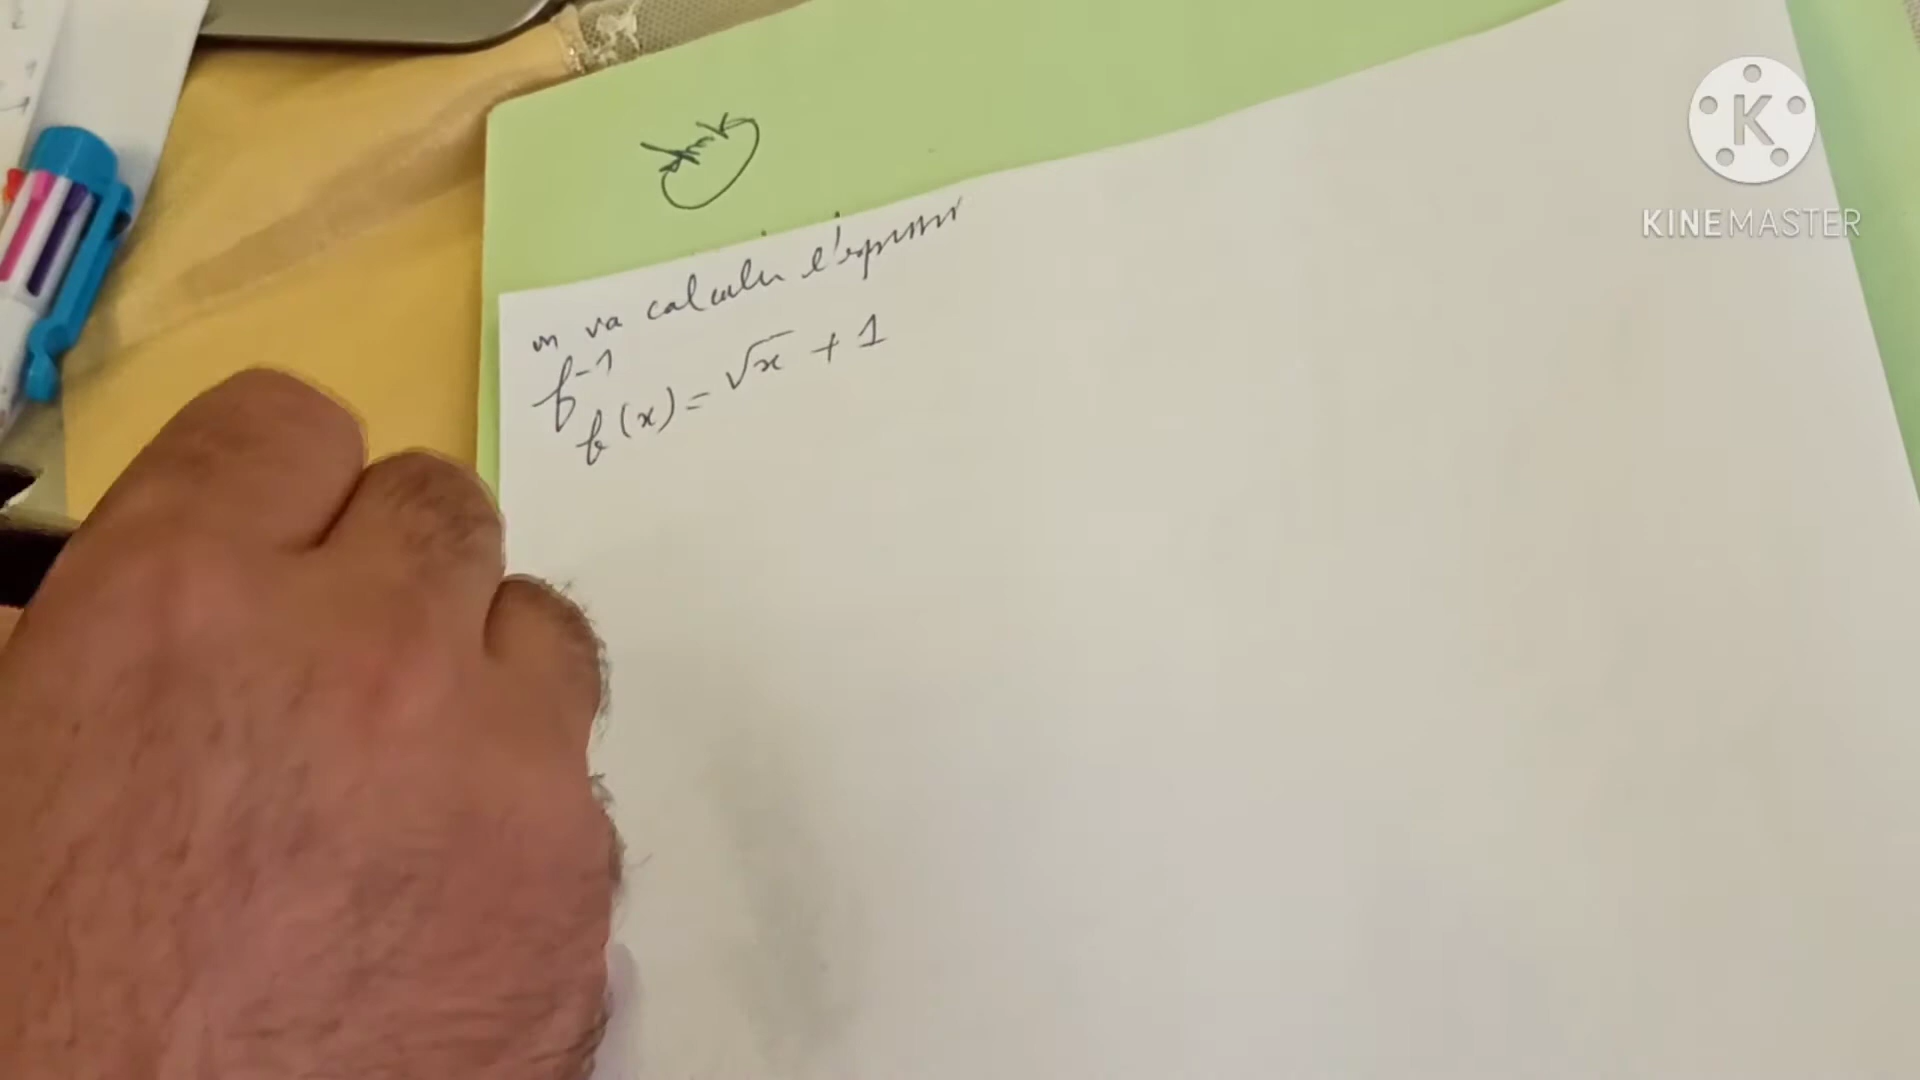 KINEMASTER
on va calculer l'expression
f⁻¹
f(x) = √x + 1